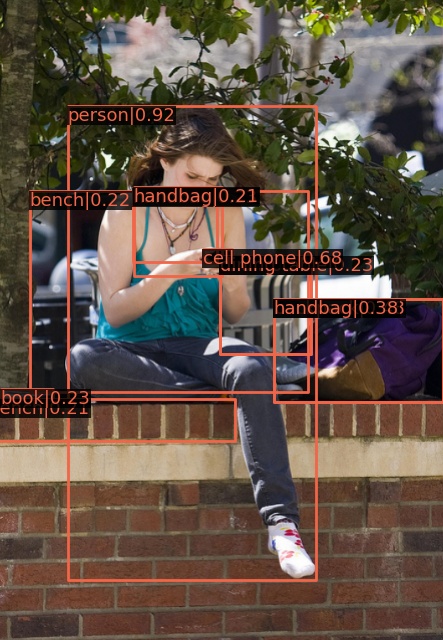 person|0.92
bench|0.22
handbag|0.21
cell phone|0.68
dining table|0.23
handbag|0.38
book|0.23
bench|0.21